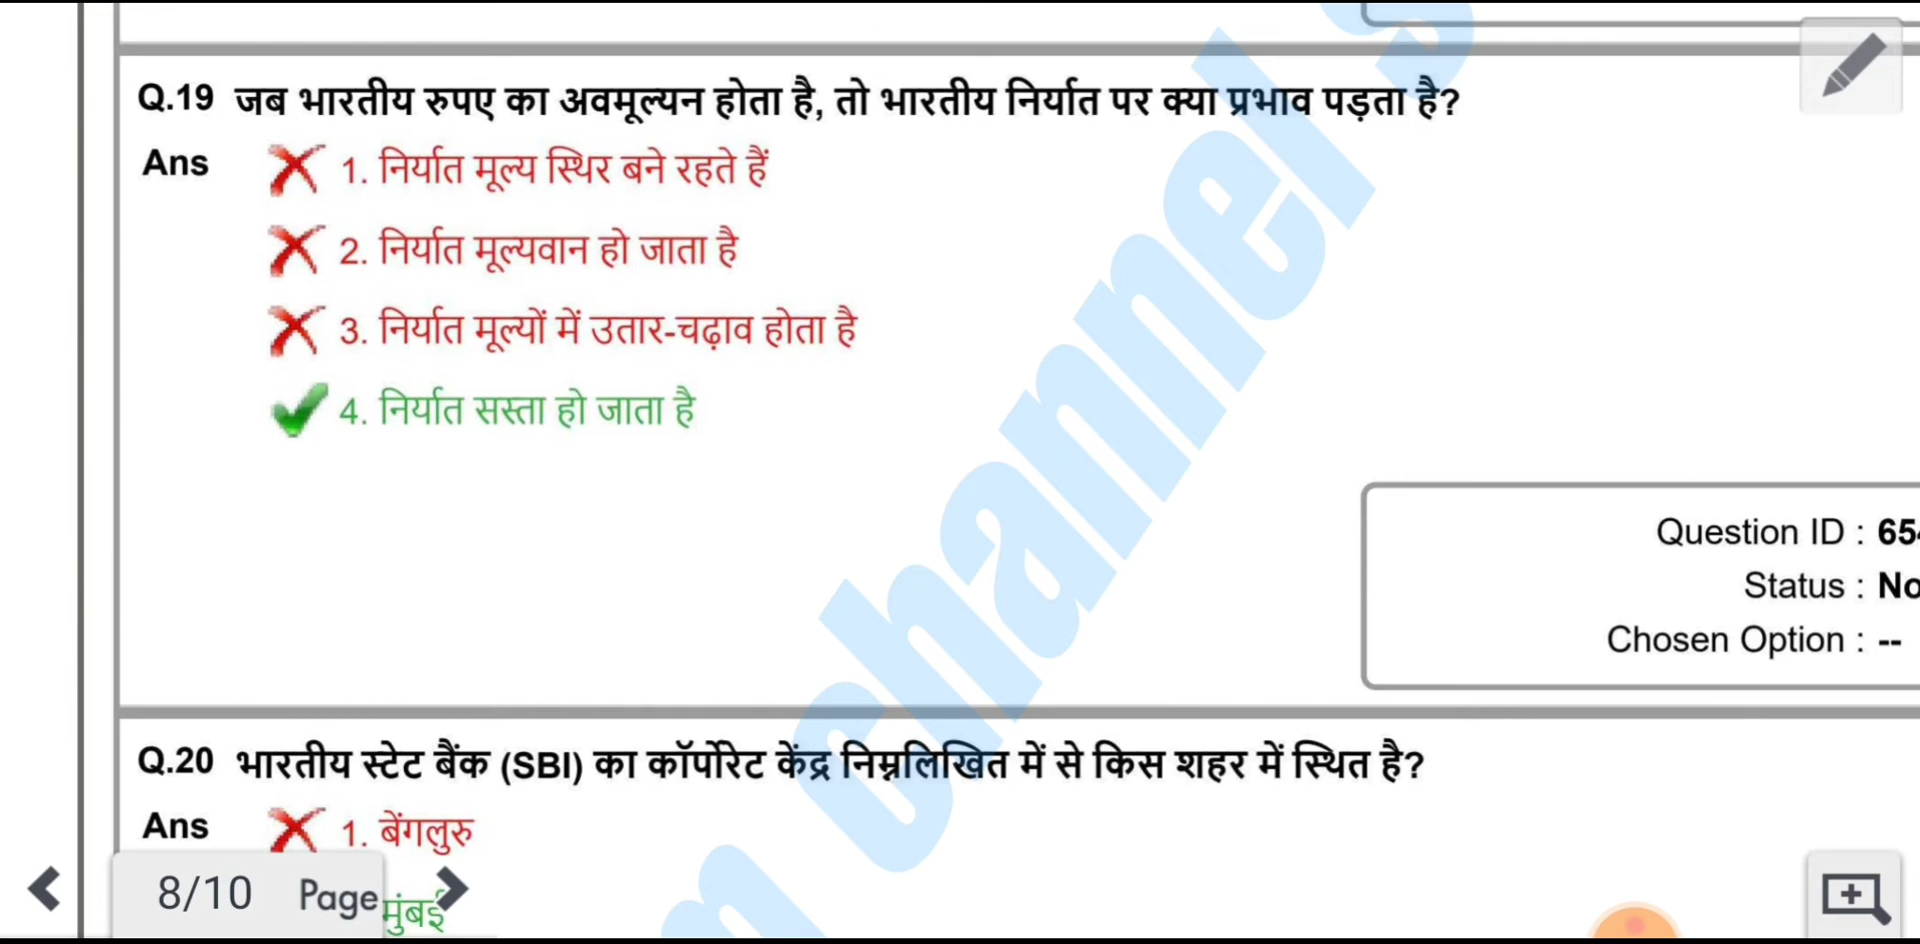 Q.19 जब भारतीय रुपए का अवमूल्यन होता है, तो भारतीय निर्यात पर क्या प्रभाव पड़ता है?
Ans 1. निर्यात मूल्य स्थिर बने रहते हैं
2. निर्यात मूल्यवान हो जाता है
3. निर्यात मूल्यों में उतार-चढ़ाव होता है
4. निर्यात सस्ता हो जाता है
Question ID : 65
Status : No
Chosen Option : --
Q.20 भारतीय स्टेट बैंक (SBI) का कॉर्पोरेट केंद्र निम्नलिखित में से किस शहर में स्थित है?
Ans 1. बेंगलुरु
मुंबई
8/10 Page
channel